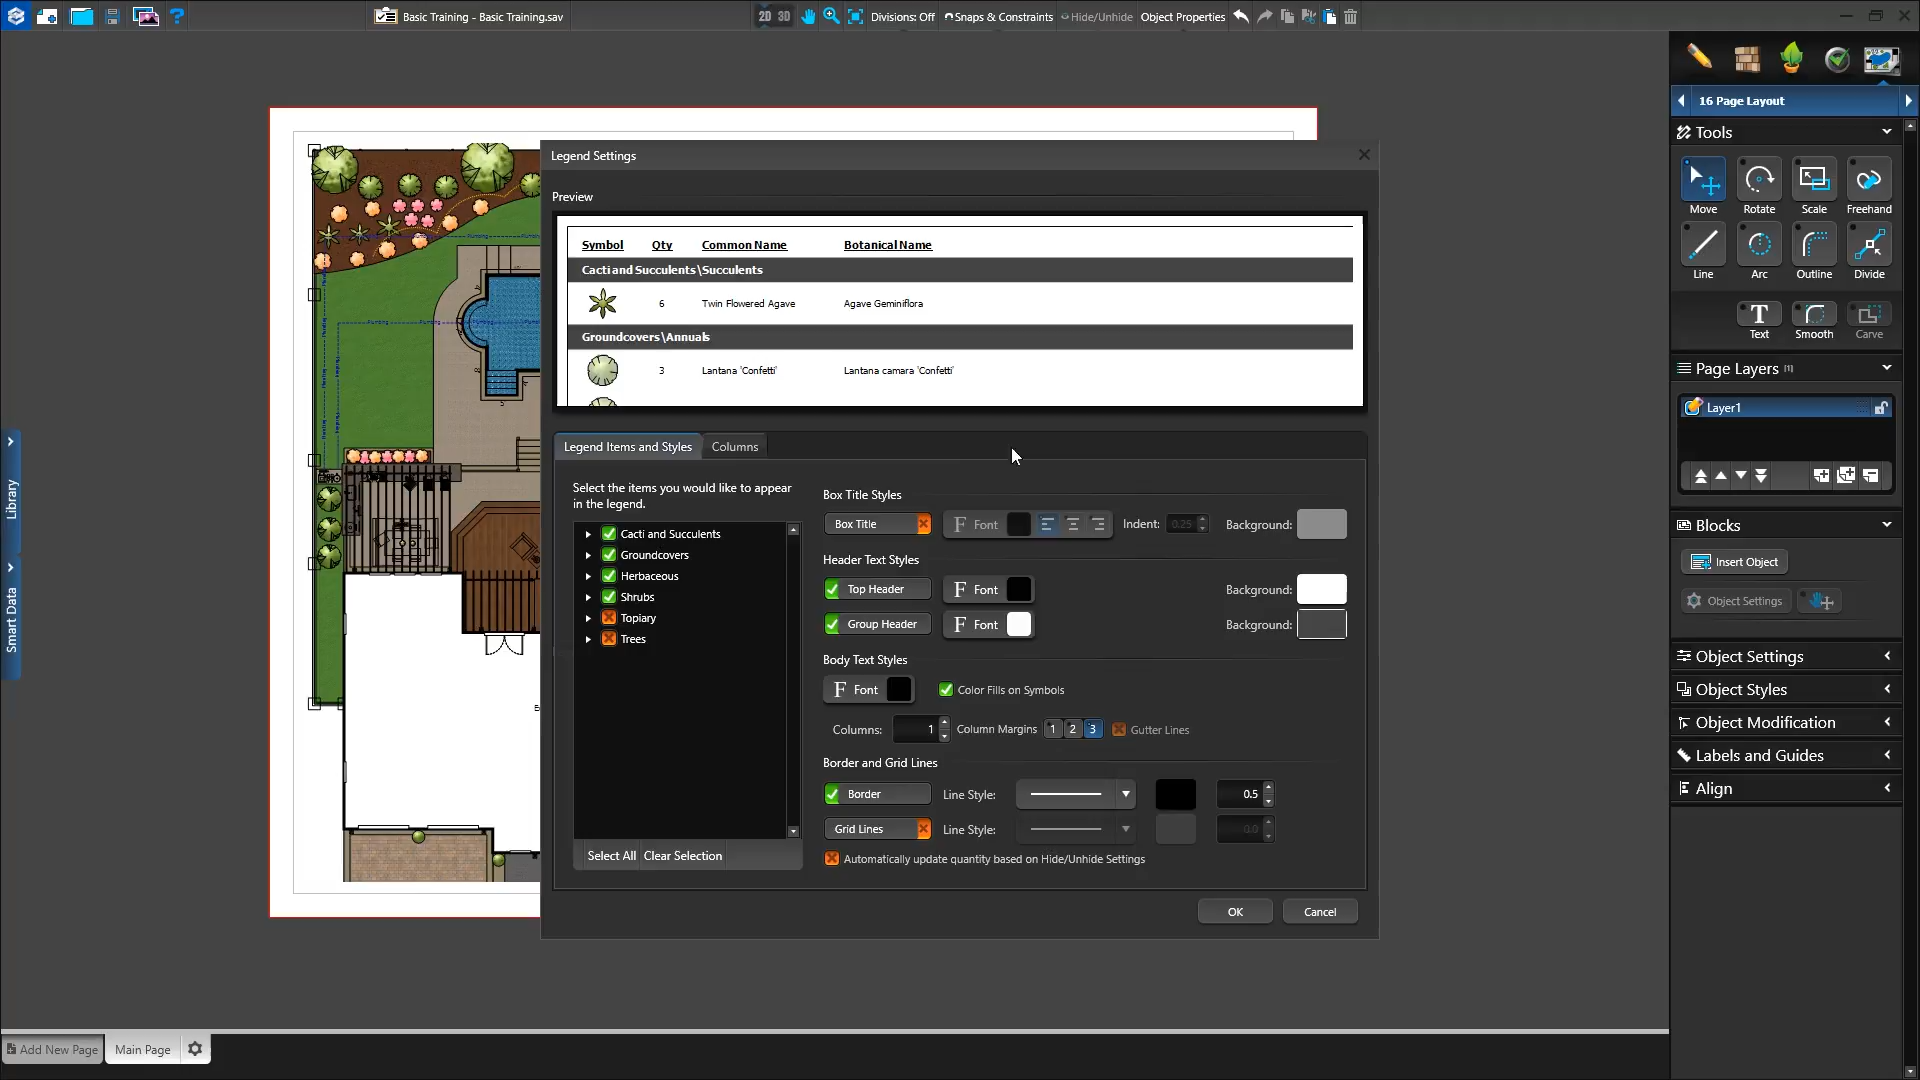 Basic Training - Basic Training.sav
2D 3D
Divisions: Off
Snaps & Constraints
Hide/Unhide
Object Properties
16 Page Layout
Tools
Move
Rotate
Scale
Freehand
Line
Arc
Outline
Divide
T
Text
Smooth
Carve
Page Layers [1]
Layer1
Blocks
Insert Object
Object Settings
Object Settings
Object Styles
Object Modification
Labels and Guides
Align
Library
Smart Data
Legend Settings
Preview
Symbol Qty Common Name Botanical Name
Cacti and Succulents\Succulents
6 Twin Flowered Agave Agave Geminiflora
Groundcovers\Annuals
3 Lantana 'Confetti' Lantana camara 'Confetti'
Legend Items and Styles
Columns
Select the items you would like to appear
in the legend.
Cacti and Succulents
Groundcovers
Herbaceous
Shrubs
Topiary
Trees
Select All Clear Selection
Box Title Styles
Box Title F Font Indent: 0.25 Background:
Header Text Styles
Top Header F Font Background:
Group Header F Font Background:
Body Text Styles
F Font Color Fills on Symbols
Columns: 1 Column Margins 1 2 3 Gutter Lines
Border and Grid Lines
Border Line Style: 0.5
Grid Lines Line Style: 0.0
Automatically update quantity based on Hide/Unhide Settings
OK Cancel
Add New Page
Main Page